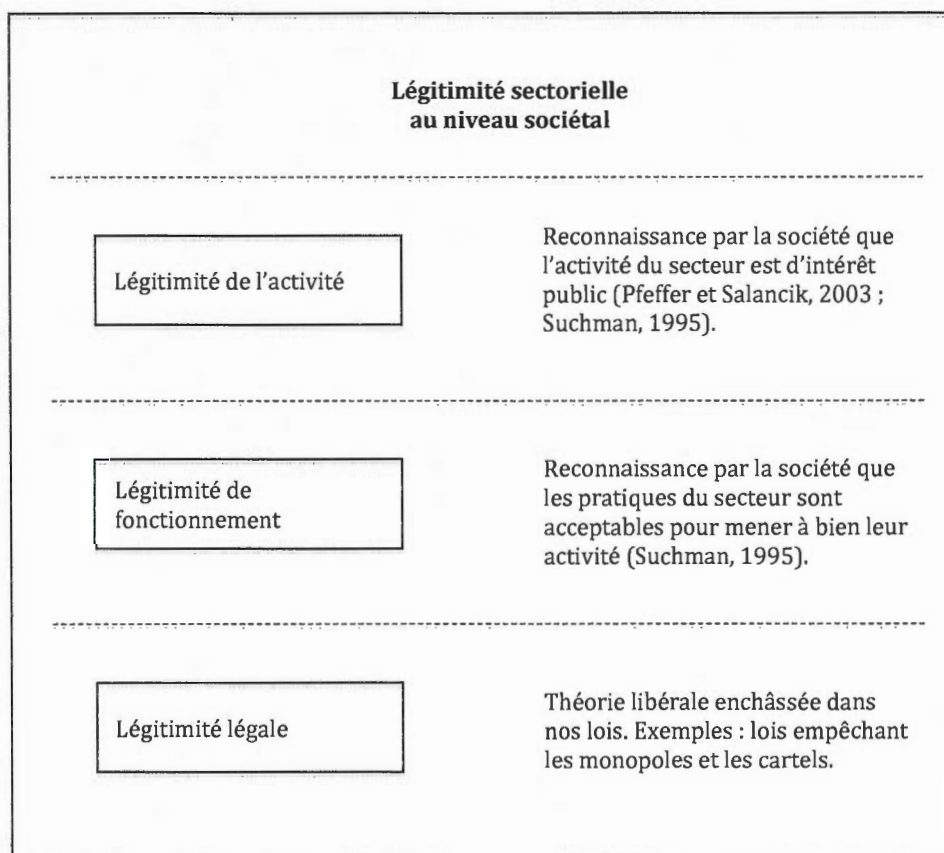 Légitimité sectorielle
au niveau sociétal
Légitimité de l'activité
Reconnaissance par la société que
l'activité du secteur est d'intérêt
public (Pfeffer et Salancik, 2003 ;
Suchman, 1995).
Légitimité de
fonctionnement
Reconnaissance par la société que
les pratiques du secteur sont
acceptables pour mener à bien leur
activité (Suchman, 1995).
Légitimité légale
Théorie libérale enchâssée dans
nos lois. Exemples : lois empêchant
les monopoles et les cartels.